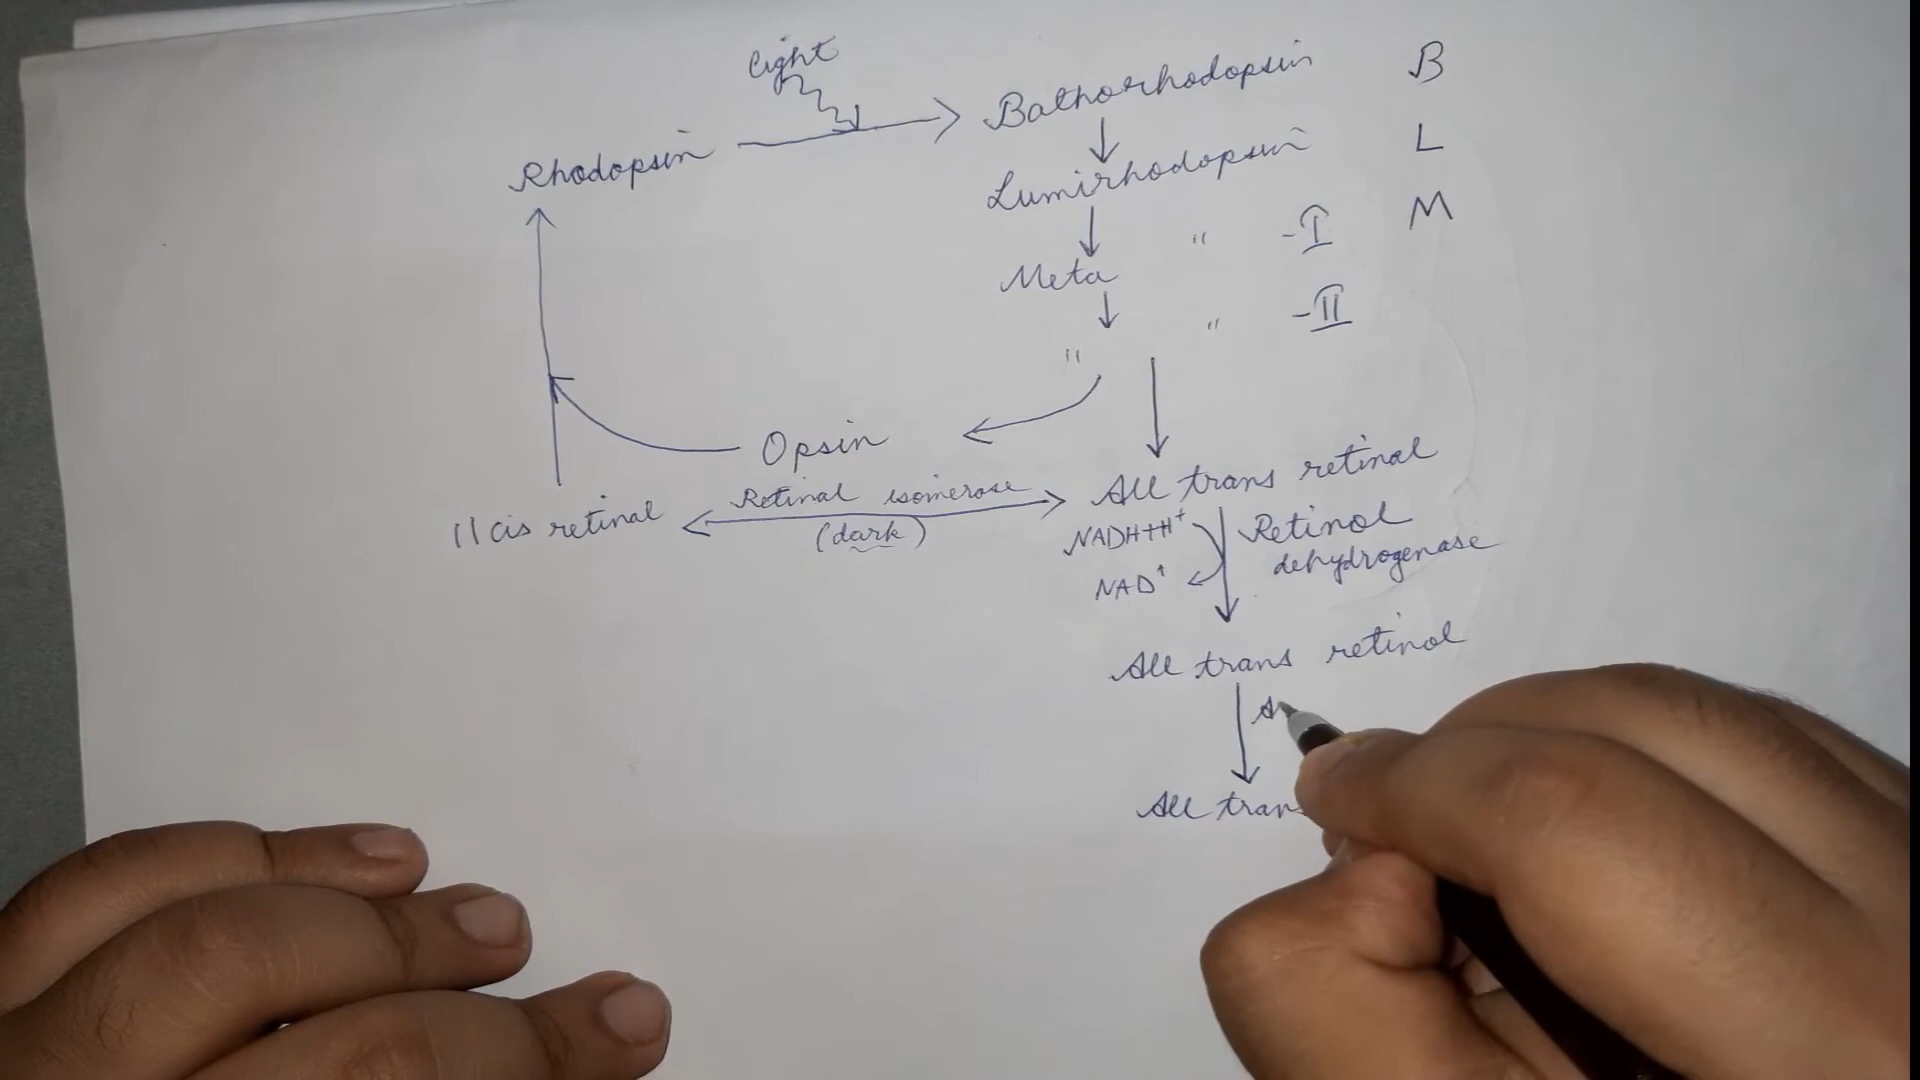 light
Rhodopsin
Bathorhodopsin B
Lumirhodopsin L
Meta " -I M
" " -II
Opsin
11 cis retinal
Retinal isomerase
(dark)
All trans retinal
NADH+H⁺
NAD⁺
Retinol
dehydrogenase
All trans retinol
All trans